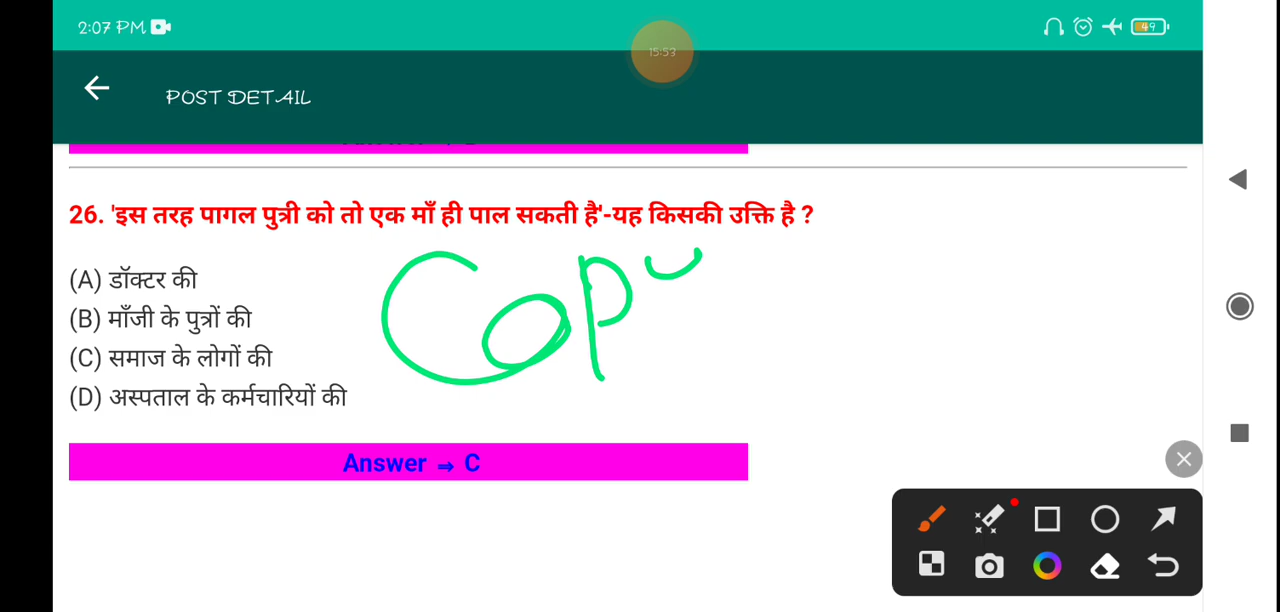 2:07 PM
49
15:53
POST DETAIL
26. 'इस तरह पागल पुत्री को तो एक माँ ही पाल सकती है'-यह किसकी उक्ति है ?
(A) डॉक्टर की
(B) माँजी के पुत्रों की
(C) समाज के लोगों की
(D) अस्पताल के कर्मचारियों की
Answer ⇒ C